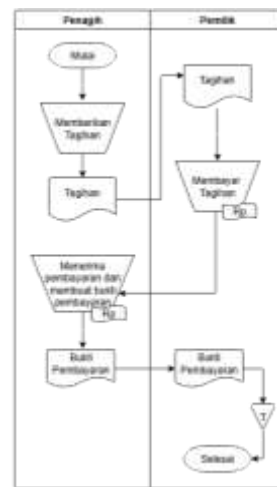 Penagih
Pemilik
Mulai
Tagihan
Memberikan
Tagihan
Tagihan
Membayar
Tagihan
Rp
Menerima
pembayaran dan
membuat bukti
pembayaran
Rp
Bukti
Pembayaran
Bukti
Pembayaran
T
Selesai